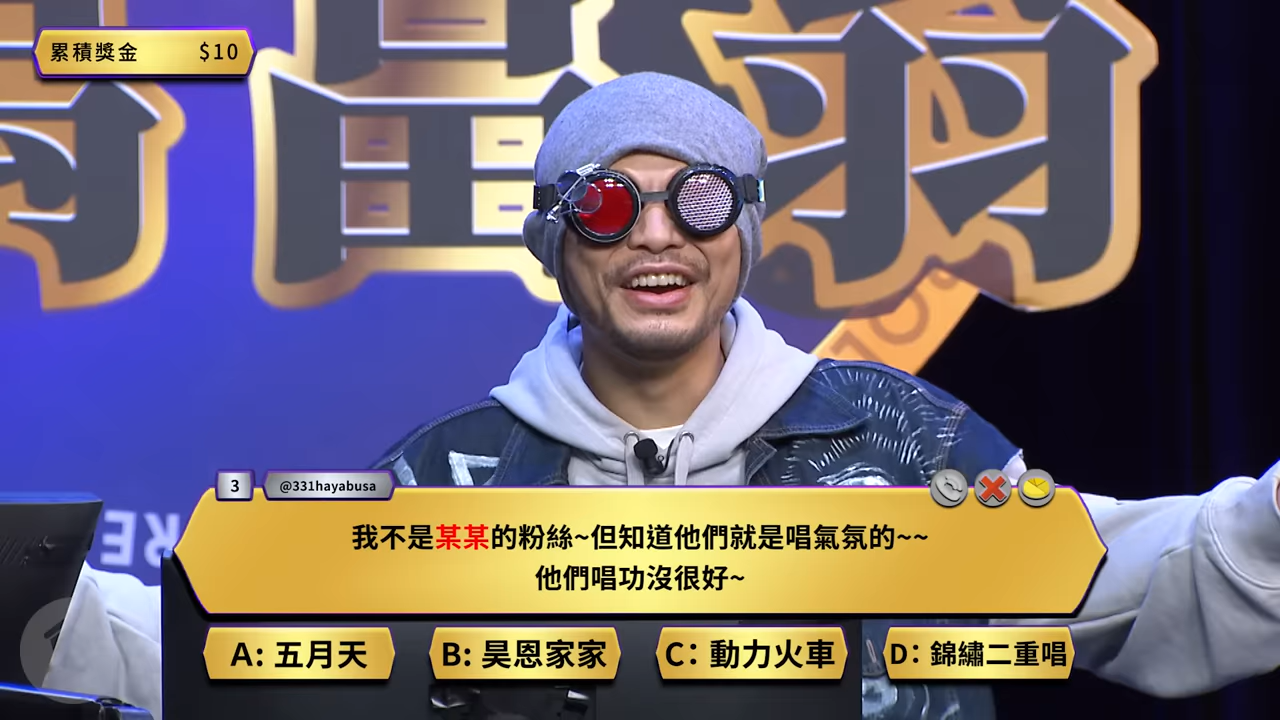 累積獎金 $10
3 @331hayabusa
我不是某某的粉絲~但知道他們就是唱氣氛的~~
他們唱功沒很好~
A: 五月天 B: 昊恩家家 C: 動力火車 D: 錦繡二重唱